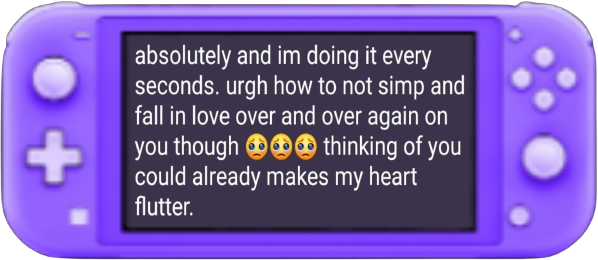 absolutely and im doing it every
seconds. urgh how to not simp and
fall in love over and over again on
you though 🥺🥺🥺 thinking of you
could already makes my heart
flutter.